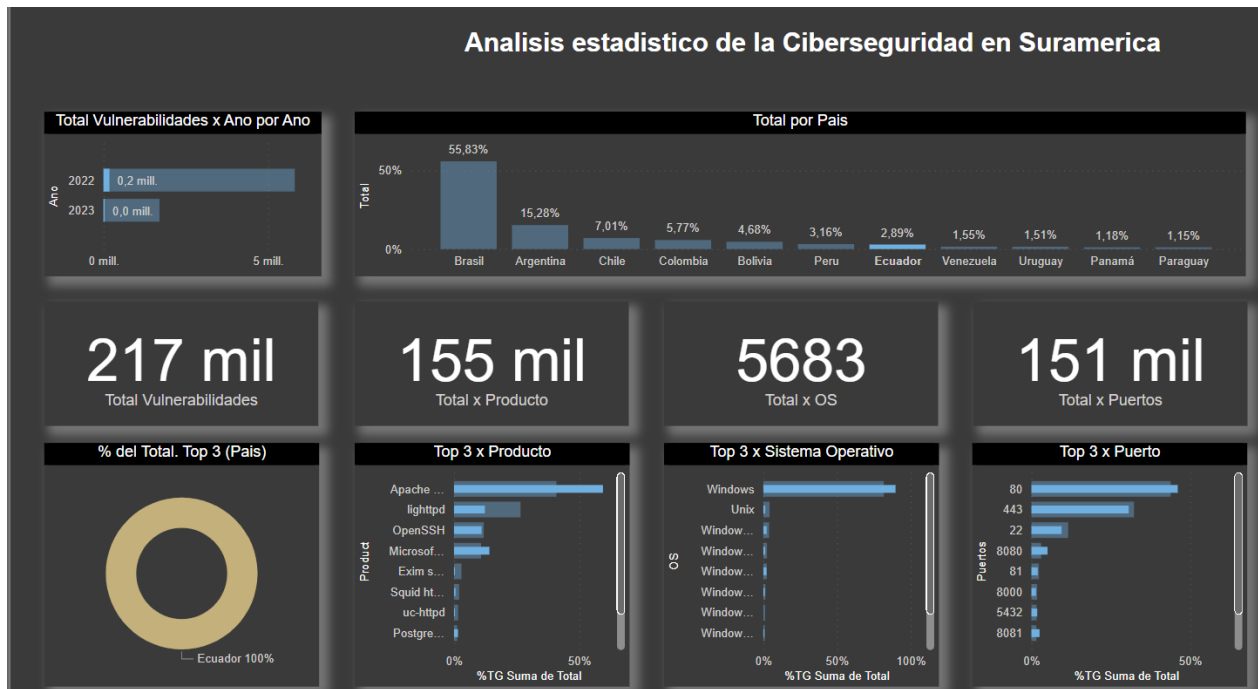 Analisis estadistico de la Ciberseguridad en Suramerica
Total Vulnerabilidades x Ano por Ano
Ano
2022
0,2 mill.
2023
0,0 mill.
0 mill.
5 mill.
Total por Pais
Total
50%
0%
55,83%
15,28%
7,01%
5,77%
4,68%
3,16%
2,89%
1,55%
1,51%
1,18%
1,15%
Brasil
Argentina
Chile
Colombia
Bolivia
Peru
Ecuador
Venezuela
Uruguay
Panamá
Paraguay
217 mil
Total Vulnerabilidades
155 mil
Total x Producto
5683
Total x OS
151 mil
Total x Puertos
% del Total. Top 3 (Pais)
Ecuador 100%
Top 3 x Producto
Product
Apache ...
lighttpd
OpenSSH
Microsof...
Exim s...
Squid ht...
uc-httpd
Postgre...
0%
50%
%TG Suma de Total
Top 3 x Sistema Operativo
OS
Windows
Unix
Window...
Window...
Window...
Window...
Window...
Window...
0%
50%
100%
%TG Suma de Total
Top 3 x Puerto
Puertos
80
443
22
8080
81
8000
5432
8081
0%
50%
%TG Suma de Total